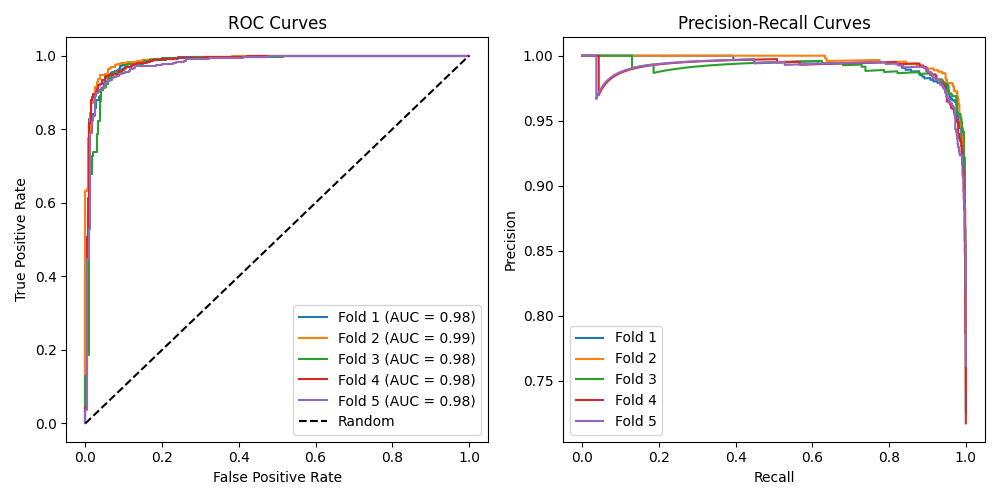 ROC Curves
True Positive Rate
1.0
0.8
0.6
0.4
0.2
0.0
0.0 0.2 0.4 0.6 0.8 1.0
False Positive Rate
Fold 1 (AUC = 0.98)
Fold 2 (AUC = 0.99)
Fold 3 (AUC = 0.98)
Fold 4 (AUC = 0.98)
Fold 5 (AUC = 0.98)
Random
Precision-Recall Curves
Precision
1.00
0.95
0.90
0.85
0.80
0.75
0.0 0.2 0.4 0.6 0.8 1.0
Recall
Fold 1
Fold 2
Fold 3
Fold 4
Fold 5